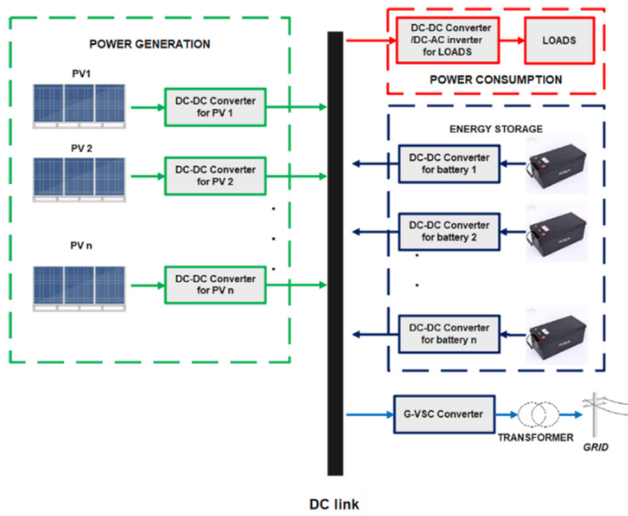 POWER GENERATION
PV1
DC-DC Converter
for PV 1
PV 2
DC-DC Converter
for PV 2
PV n
DC-DC Converter
for PV n
DC-DC Converter
/DC-AC inverter
for LOADS
LOADS
POWER CONSUMPTION
ENERGY STORAGE
DC-DC Converter
for battery 1
DC-DC Converter
for battery 2
DC-DC Converter
for battery n
G-VSC Converter
TRANSFORMER
GRID
DC link